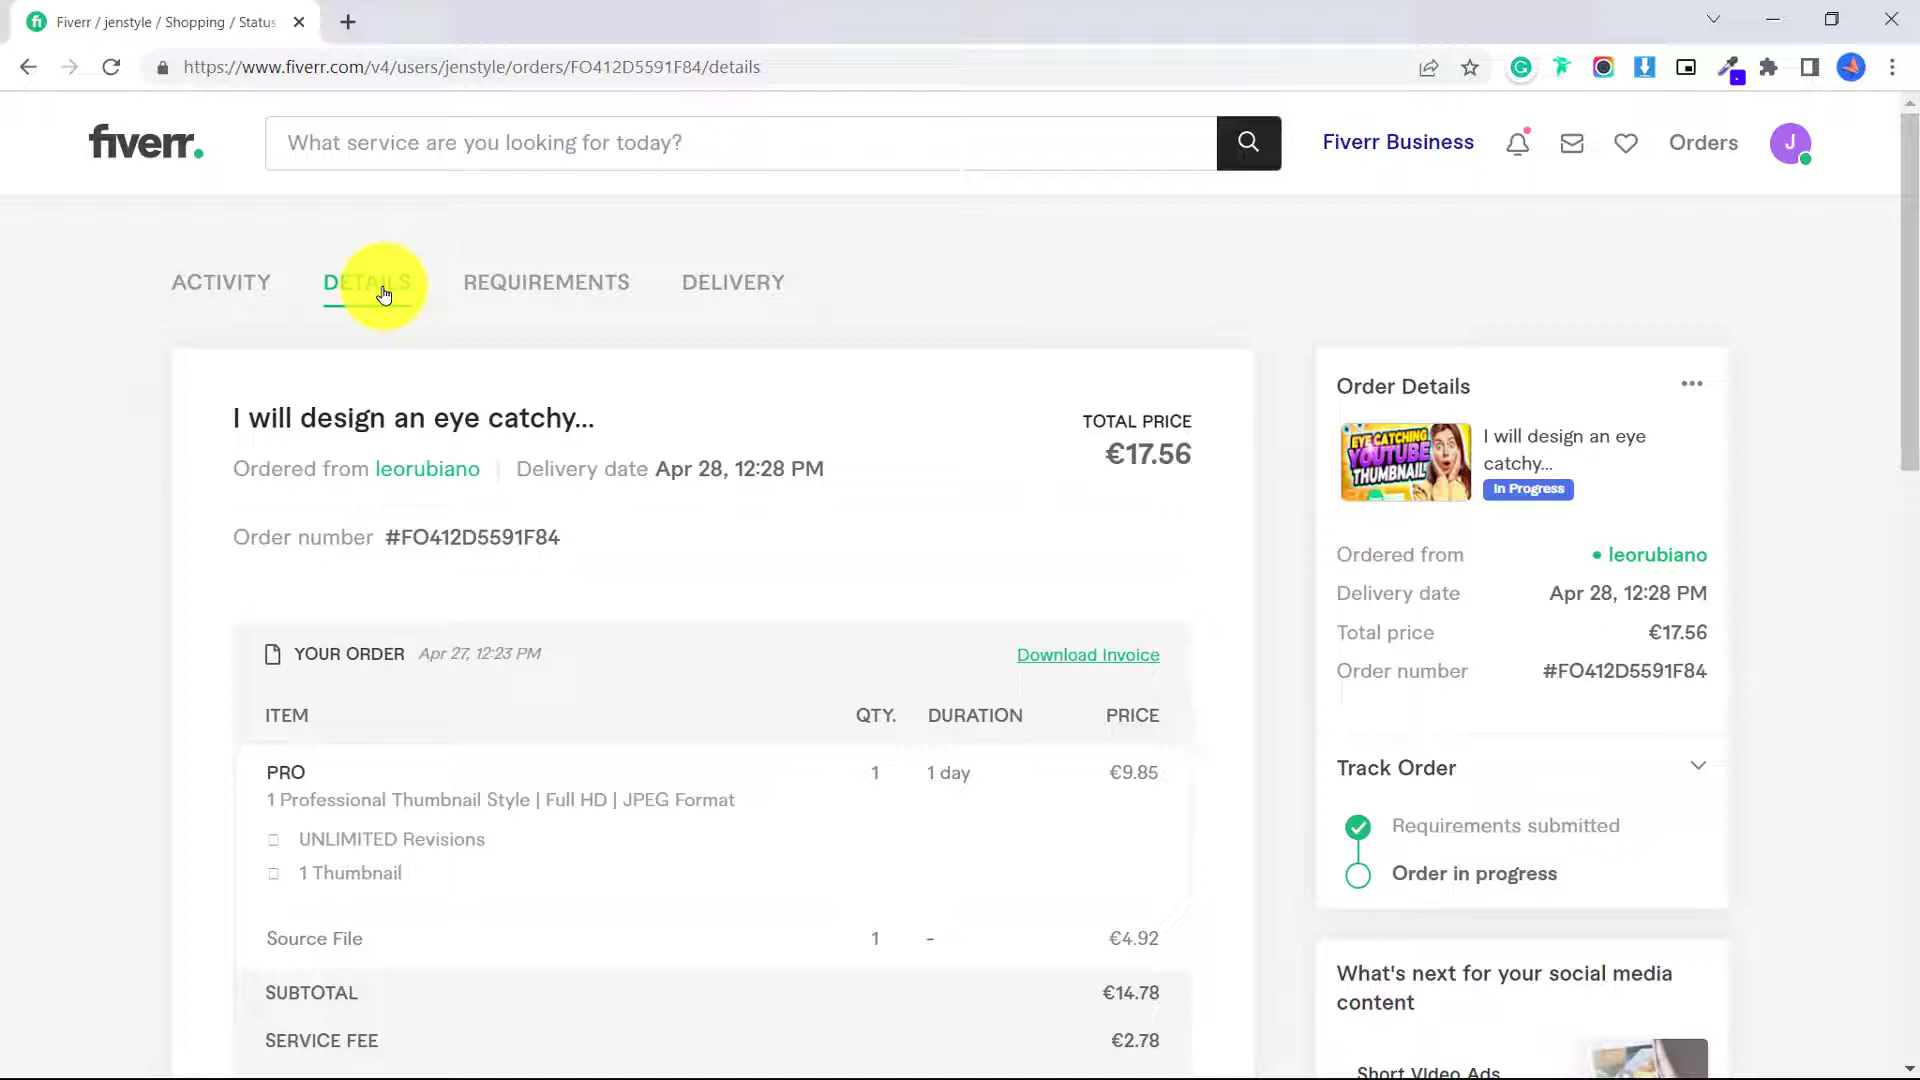 Fiverr / jenstyle / Shopping / Status
https://www.fiverr.com/v4/users/jenstyle/orders/FO412D5591F84/details
fiverr.
What service are you looking for today?
Fiverr Business
Orders
J
ACTIVITY
DETAILS
REQUIREMENTS
DELIVERY
I will design an eye catchy...
TOTAL PRICE
€17.56
Ordered from leorubiano
Delivery date Apr 28, 12:28 PM
Order number #FO412D5591F84
YOUR ORDER Apr 27, 12:23 PM
Download Invoice
ITEM QTY. DURATION PRICE
PRO 1 1 day €9.85
1 Professional Thumbnail Style | Full HD | JPEG Format
UNLIMITED Revisions
1 Thumbnail
Source File 1 - €4.92
SUBTOTAL €14.78
SERVICE FEE €2.78
Order Details
EYE CATCHING
YOUTUBE
THUMBNAIL
I will design an eye
catchy...
In Progress
Ordered from leorubiano
Delivery date Apr 28, 12:28 PM
Total price €17.56
Order number #FO412D5591F84
Track Order
Requirements submitted
Order in progress
What's next for your social media
content
Short Video Ads